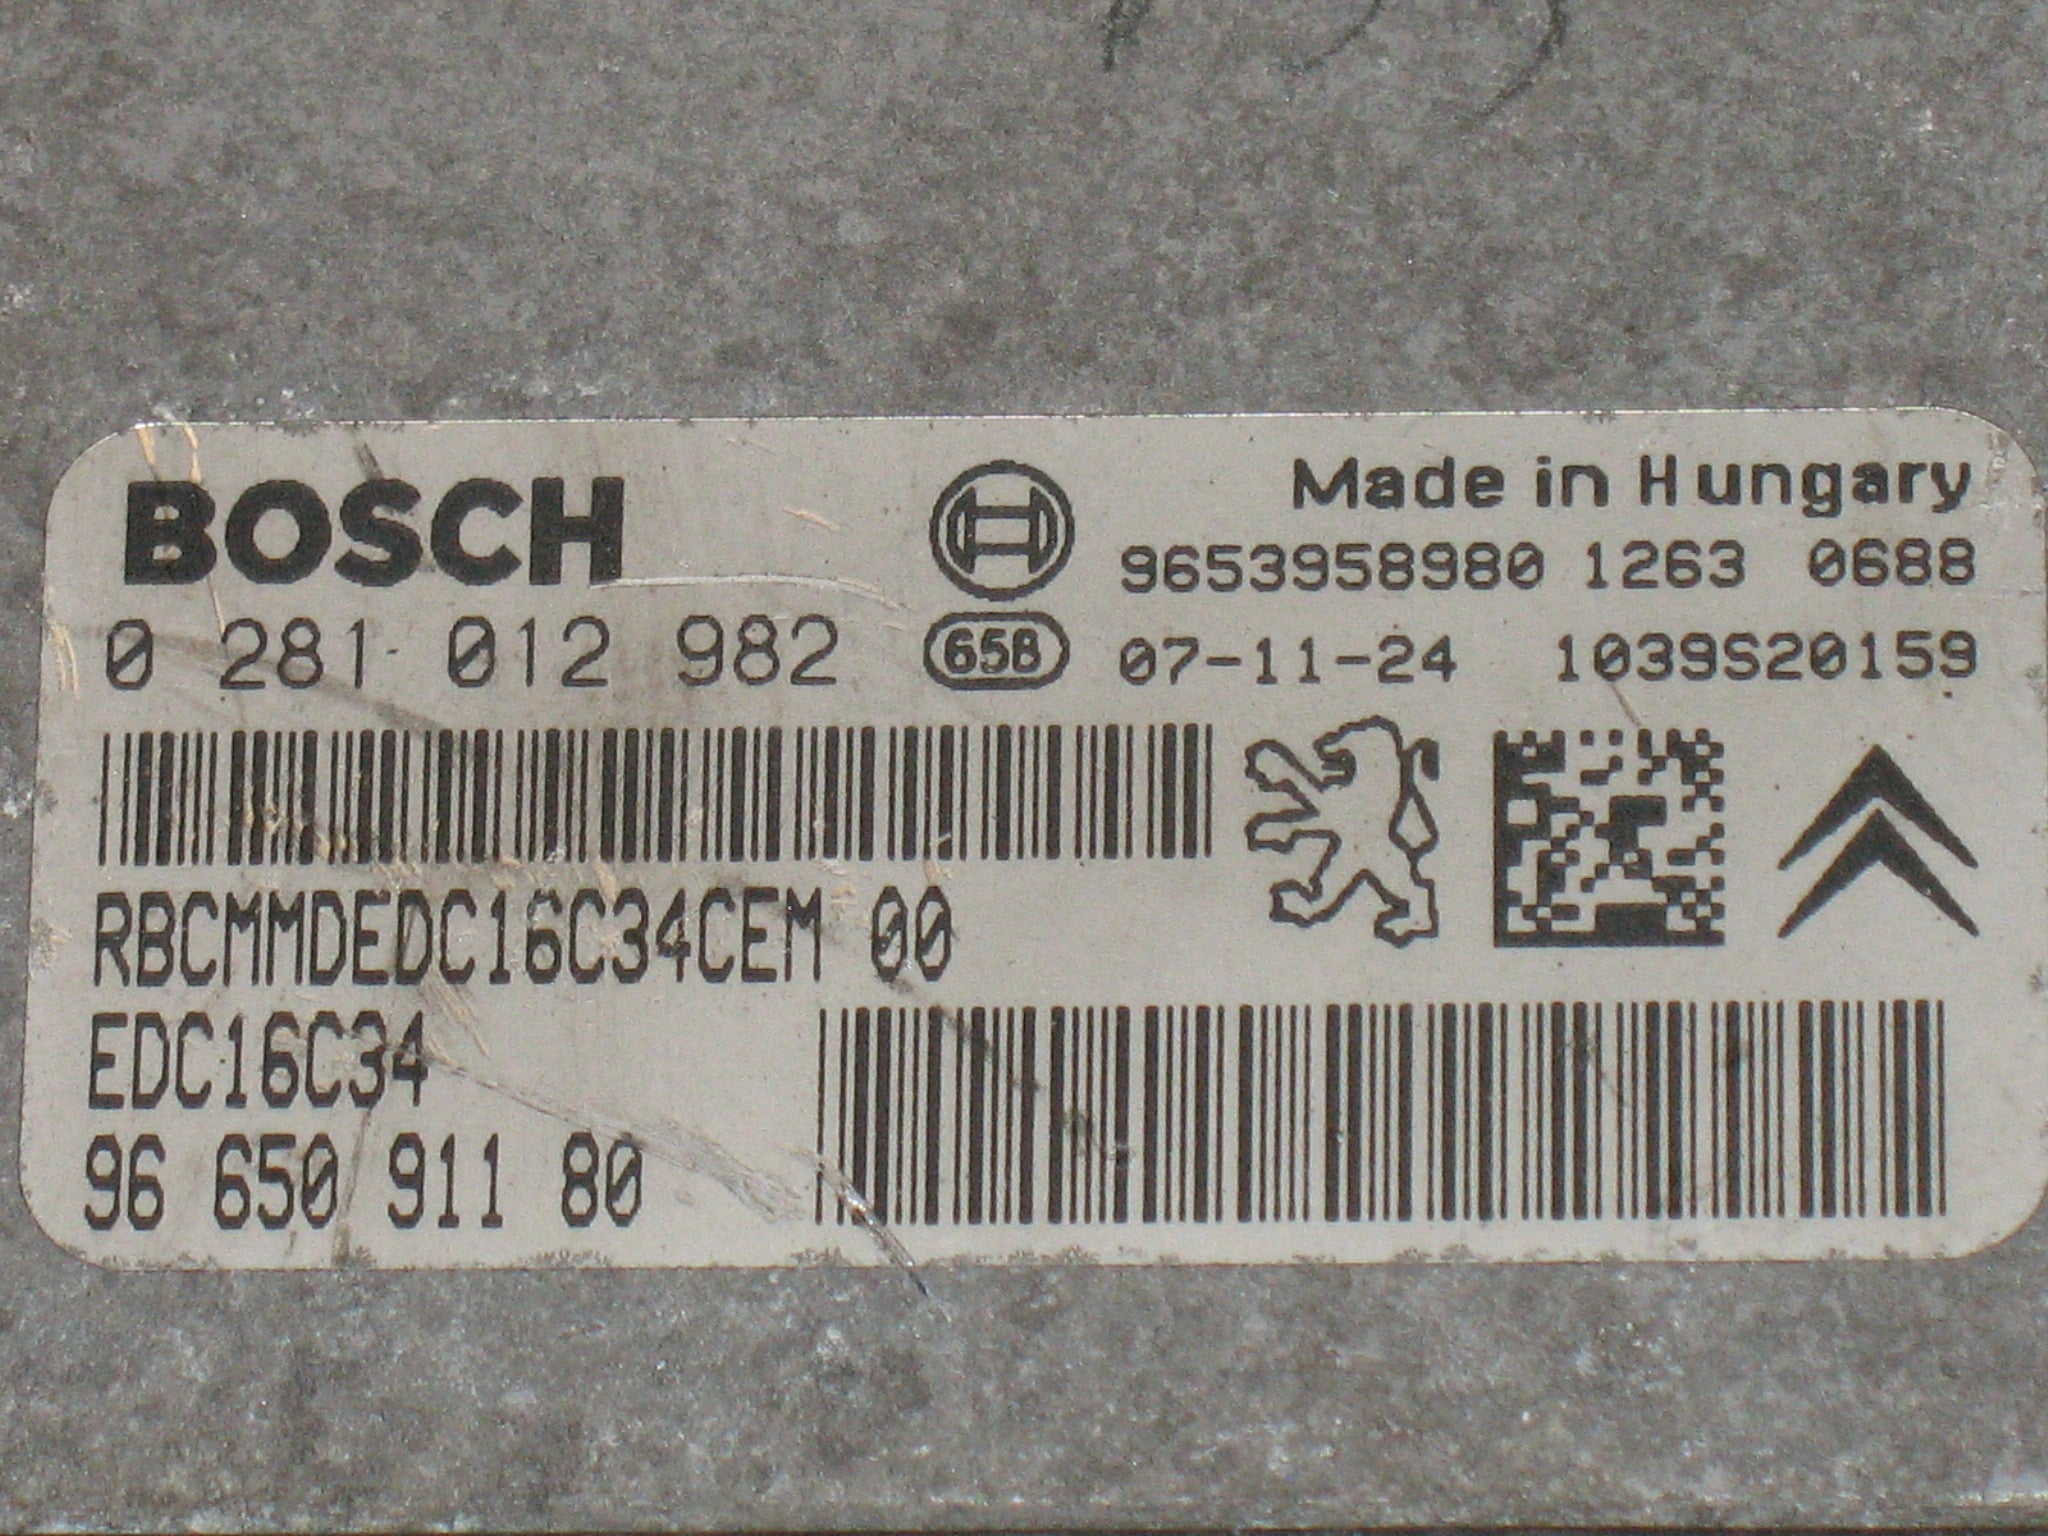 BOSCH
Made in Hungary
9653958980 1263 0688
0 281 012 982
658
07-11-24 1039S20159
RBCMMDEDC16C34CEM 00
EDC16C34
96 650 911 80